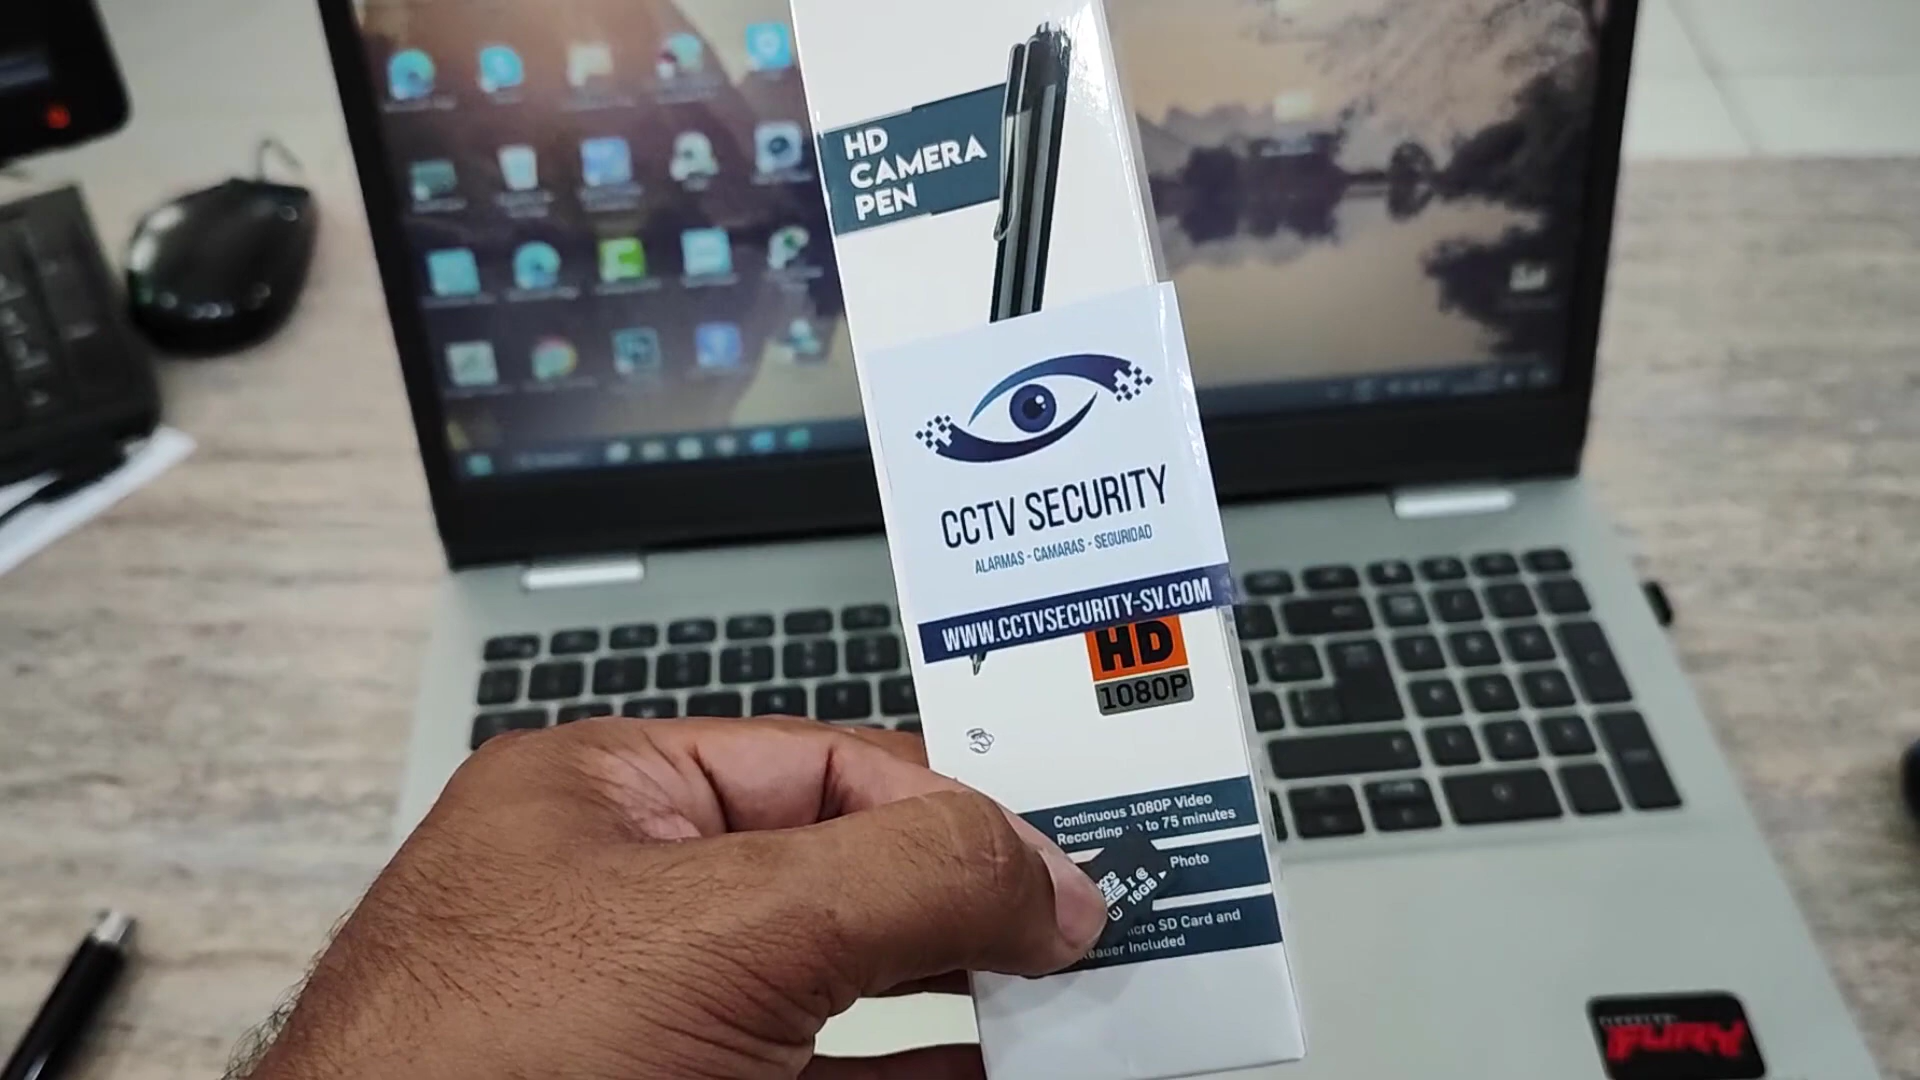 HD
CAMERA
PEN
CCTV SECURITY
ALARMAS - CAMARAS - SEGURIDAD
WWW.CCTVSECURITY-SV.COM
HD
1080P
Continuous 1080P Video
Recording to 75 minutes
Photo
16GB
SD Card and
Included
FURY